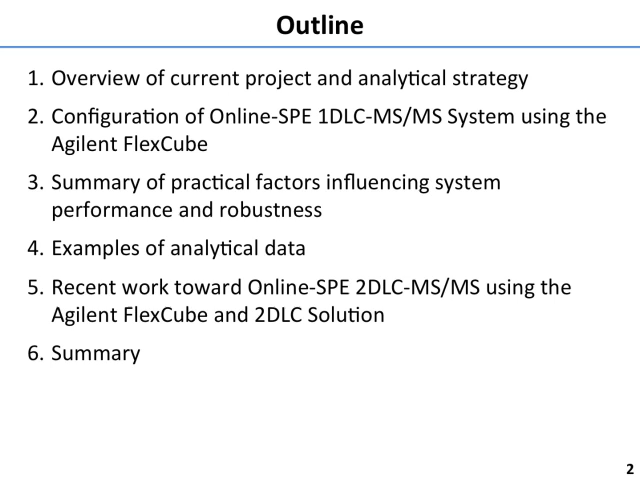 Outline
1. Overview of current project and analytical strategy
2. Configuration of Online-SPE 1DLC-MS/MS System using the
Agilent FlexCube
3. Summary of practical factors influencing system
performance and robustness
4. Examples of analytical data
5. Recent work toward Online-SPE 2DLC-MS/MS using the
Agilent FlexCube and 2DLC Solution
6. Summary
2